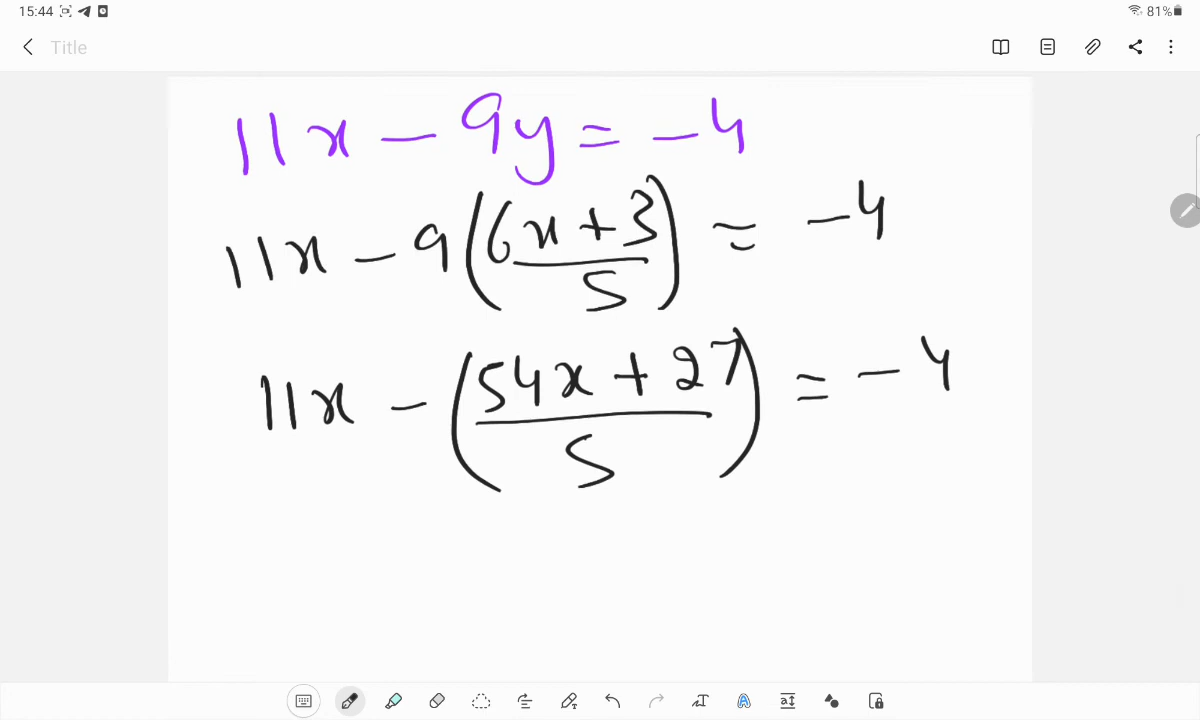 15:44 81%
Title
11x - 9y = -4
11x - 9(6x+3/5) = -4
11x - (54x+27/5) = -4